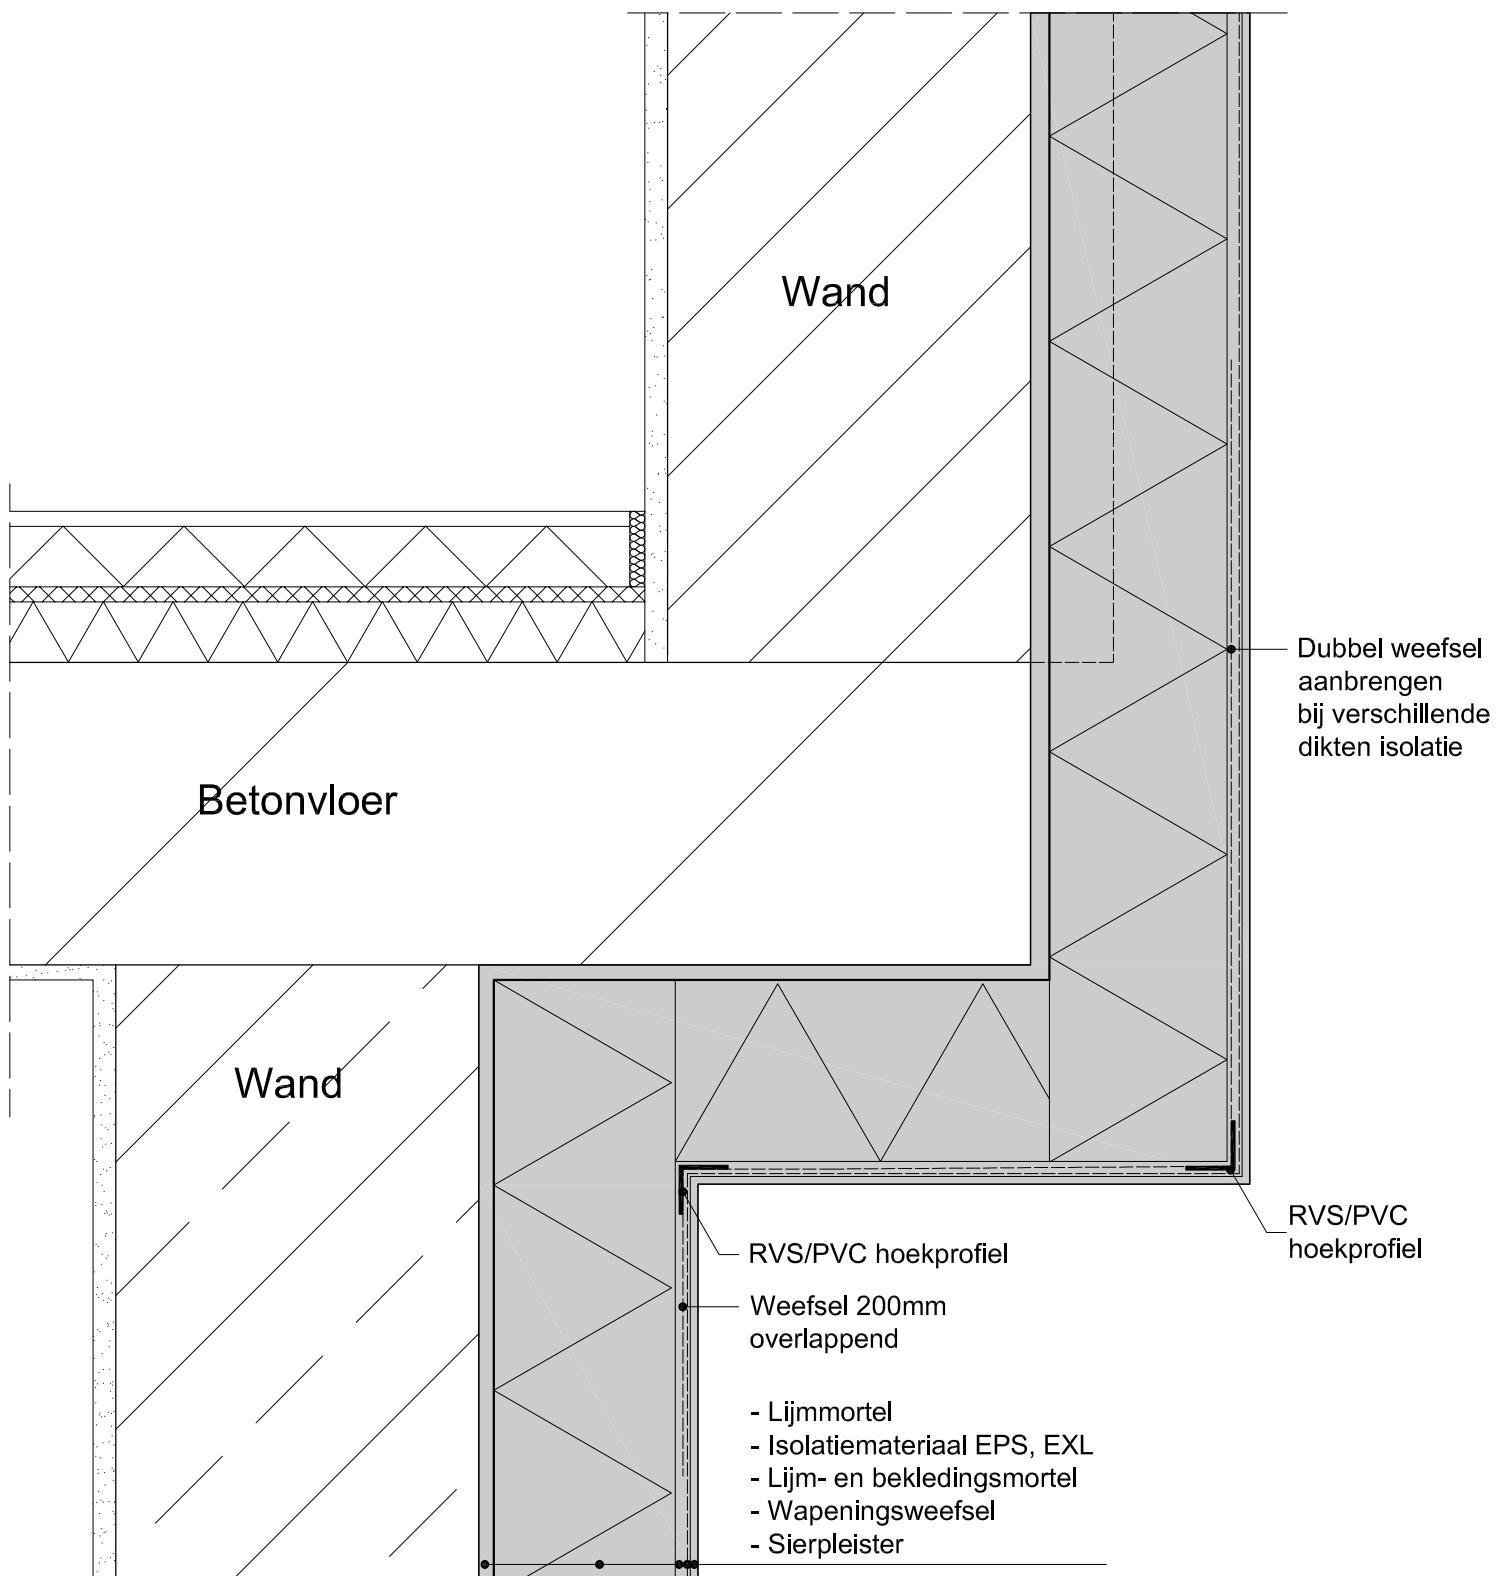 Wand
Dubbel weefsel
aanbrengen
bij verschillende
dikten isolatie
Betonvloer
Wand
RVS/PVC
hoekprofiel
RVS/PVC hoekprofiel
Weefsel 200mm
overlappend
- Lijmmortel
- Isolatiemateriaal EPS, EXL
- Lijm- en bekledingsmortel
- Wapeningsweefsel
- Sierpleister